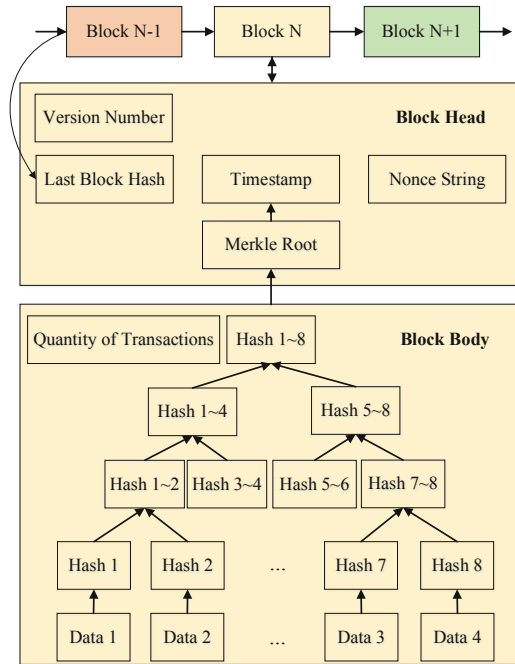 Block N-1
Block N
Block N+1
Version Number
Block Head
Last Block Hash
Timestamp
Nonce String
Merkle Root
Quantity of Transactions
Hash 1~8
Block Body
Hash 1~4
Hash 5~8
Hash 1~2
Hash 3~4
Hash 5~6
Hash 7~8
Hash 1
Hash 2
...
Hash 7
Hash 8
Data 1
Data 2
...
Data 3
Data 4